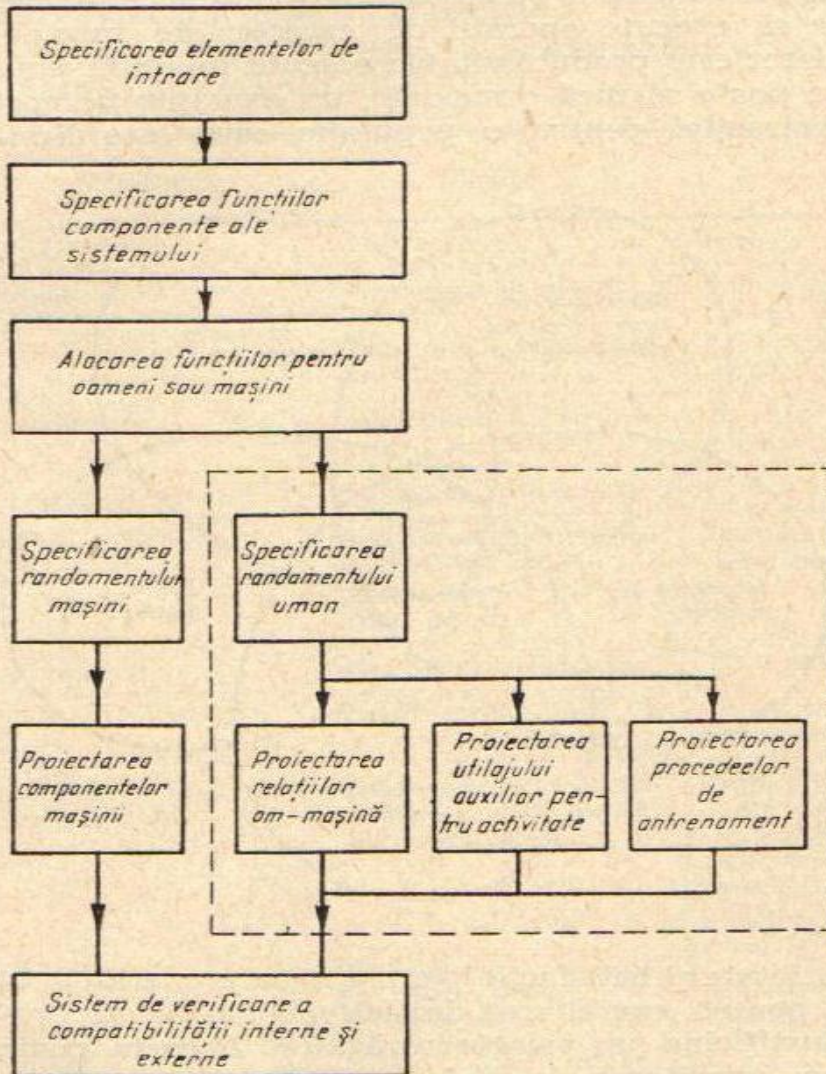 Specificarea elementelor de
intrare
Specificarea funcțiilor
componente ale
sistemului
Alocarea funcțiilor pentru
oameni sau mașini
Specificarea
randamentului
mașini
Specificarea
randamentului
uman
Proiectarea
componentelor
mașinii
Proiectarea
relațiilor
om-mașină
Proiectarea
utilajului
auxiliar pen-
tru activitate
Proiectarea
procedeelor
de
antrenament
Sistem de verificare a
compatibilității interne și
externe